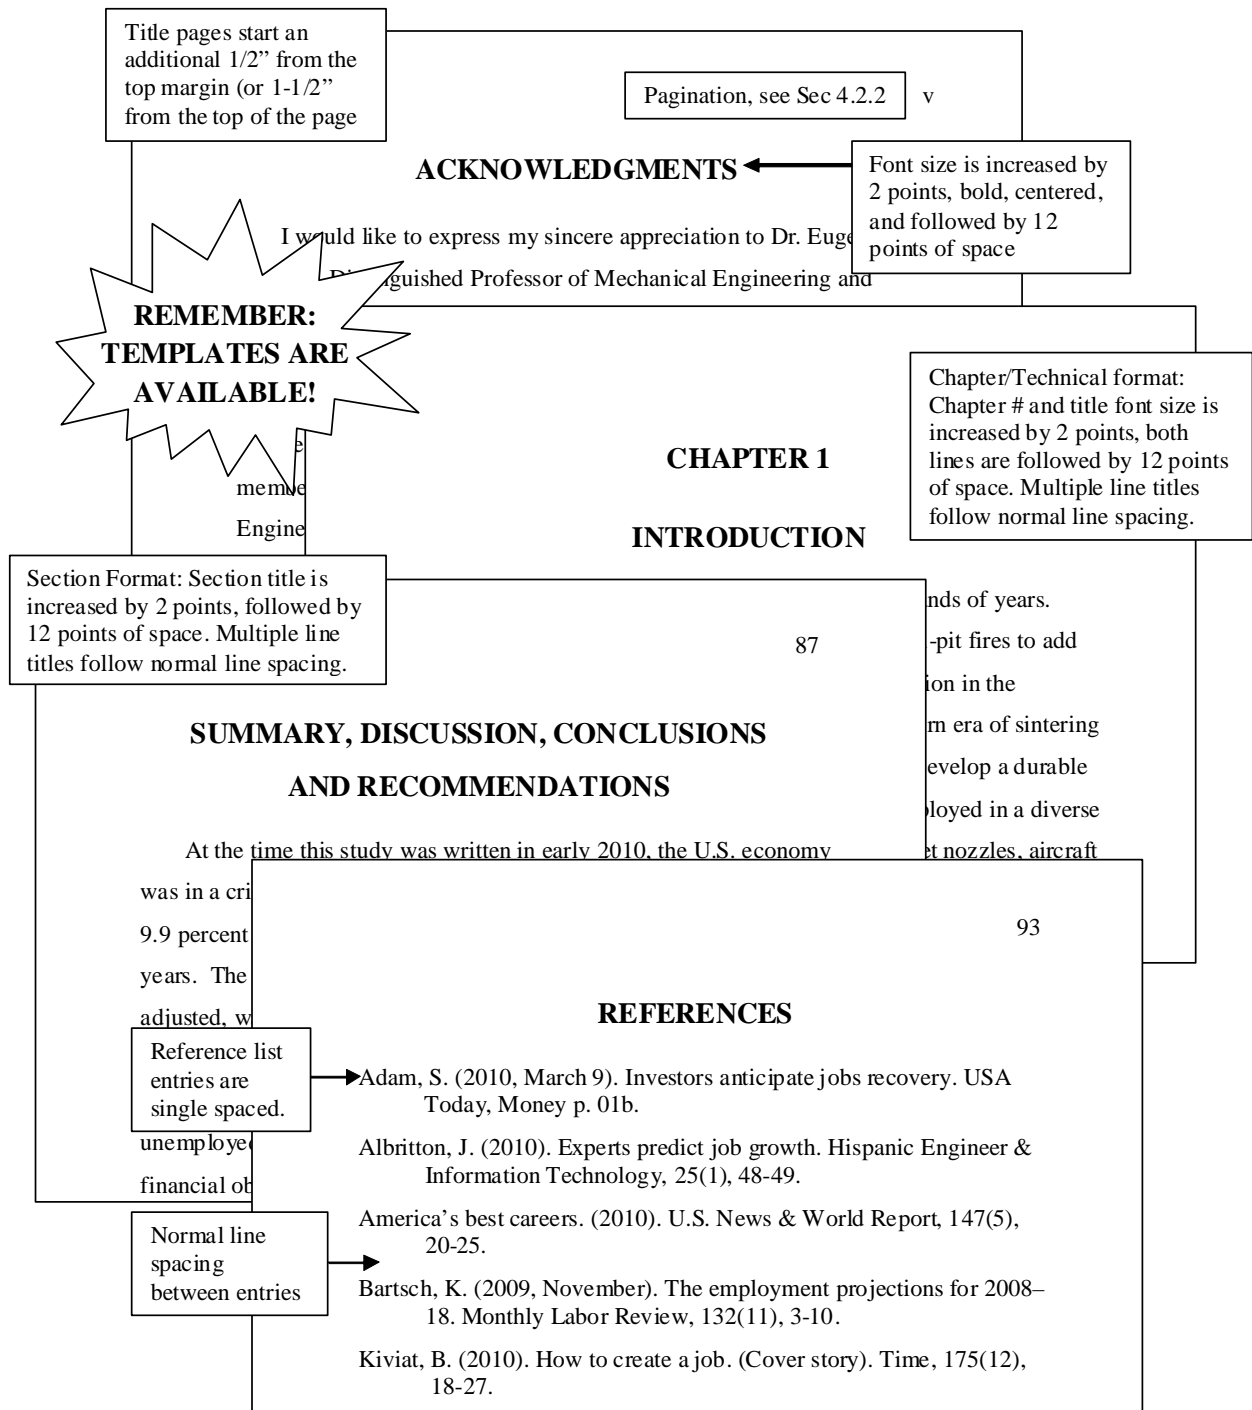 Title pages start an
additional 1/2” from the
top margin (or 1-1/2”
from the top of the page
Pagination, see Sec 4.2.2
v
ACKNOWLEDGMENTS
Font size is increased by
2 points, bold, centered,
and followed by 12
points of space
I would like to express my sincere appreciation to Dr.
Professor of Mechanical Engineering and
REMEMBER:
TEMPLATES ARE
AVAILABLE!
Chapter/Technical format:
Chapter # and title font size is
increased by 2 points, both
lines are followed by 12 points
of space. Multiple line titles
follow normal line spacing.
CHAPTER 1
INTRODUCTION
Section Format: Section title is
increased by 2 points, followed by
12 points of space. Multiple line
titles follow normal line spacing.
of years.
-pit fires to add
in the
era of sintering
a durable
in a diverse
nozzles, aircraft
87
SUMMARY, DISCUSSION, CONCLUSIONS
AND RECOMMENDATIONS
At the time this study was written in early 2010, the U.S. economy
was in a
9.9 percent
years. The
adjusted,
financial
93
REFERENCES
Reference list
entries are
single spaced.
Adam, S. (2010, March 9). Investors anticipate jobs recovery. USA
Today, Money p. 01b.
Albritton, J. (2010). Experts predict job growth. Hispanic Engineer &
Information Technology, 25(1), 48-49.
America’s best careers. (2010). U.S. News & World Report, 147(5),
20-25.
Normal line
spacing
between entries
Bartsch, K. (2009, November). The employment projections for 2008–
18. Monthly Labor Review, 132(11), 3-10.
Kiviat, B. (2010). How to create a job. (Cover story). Time, 175(12),
18-27.